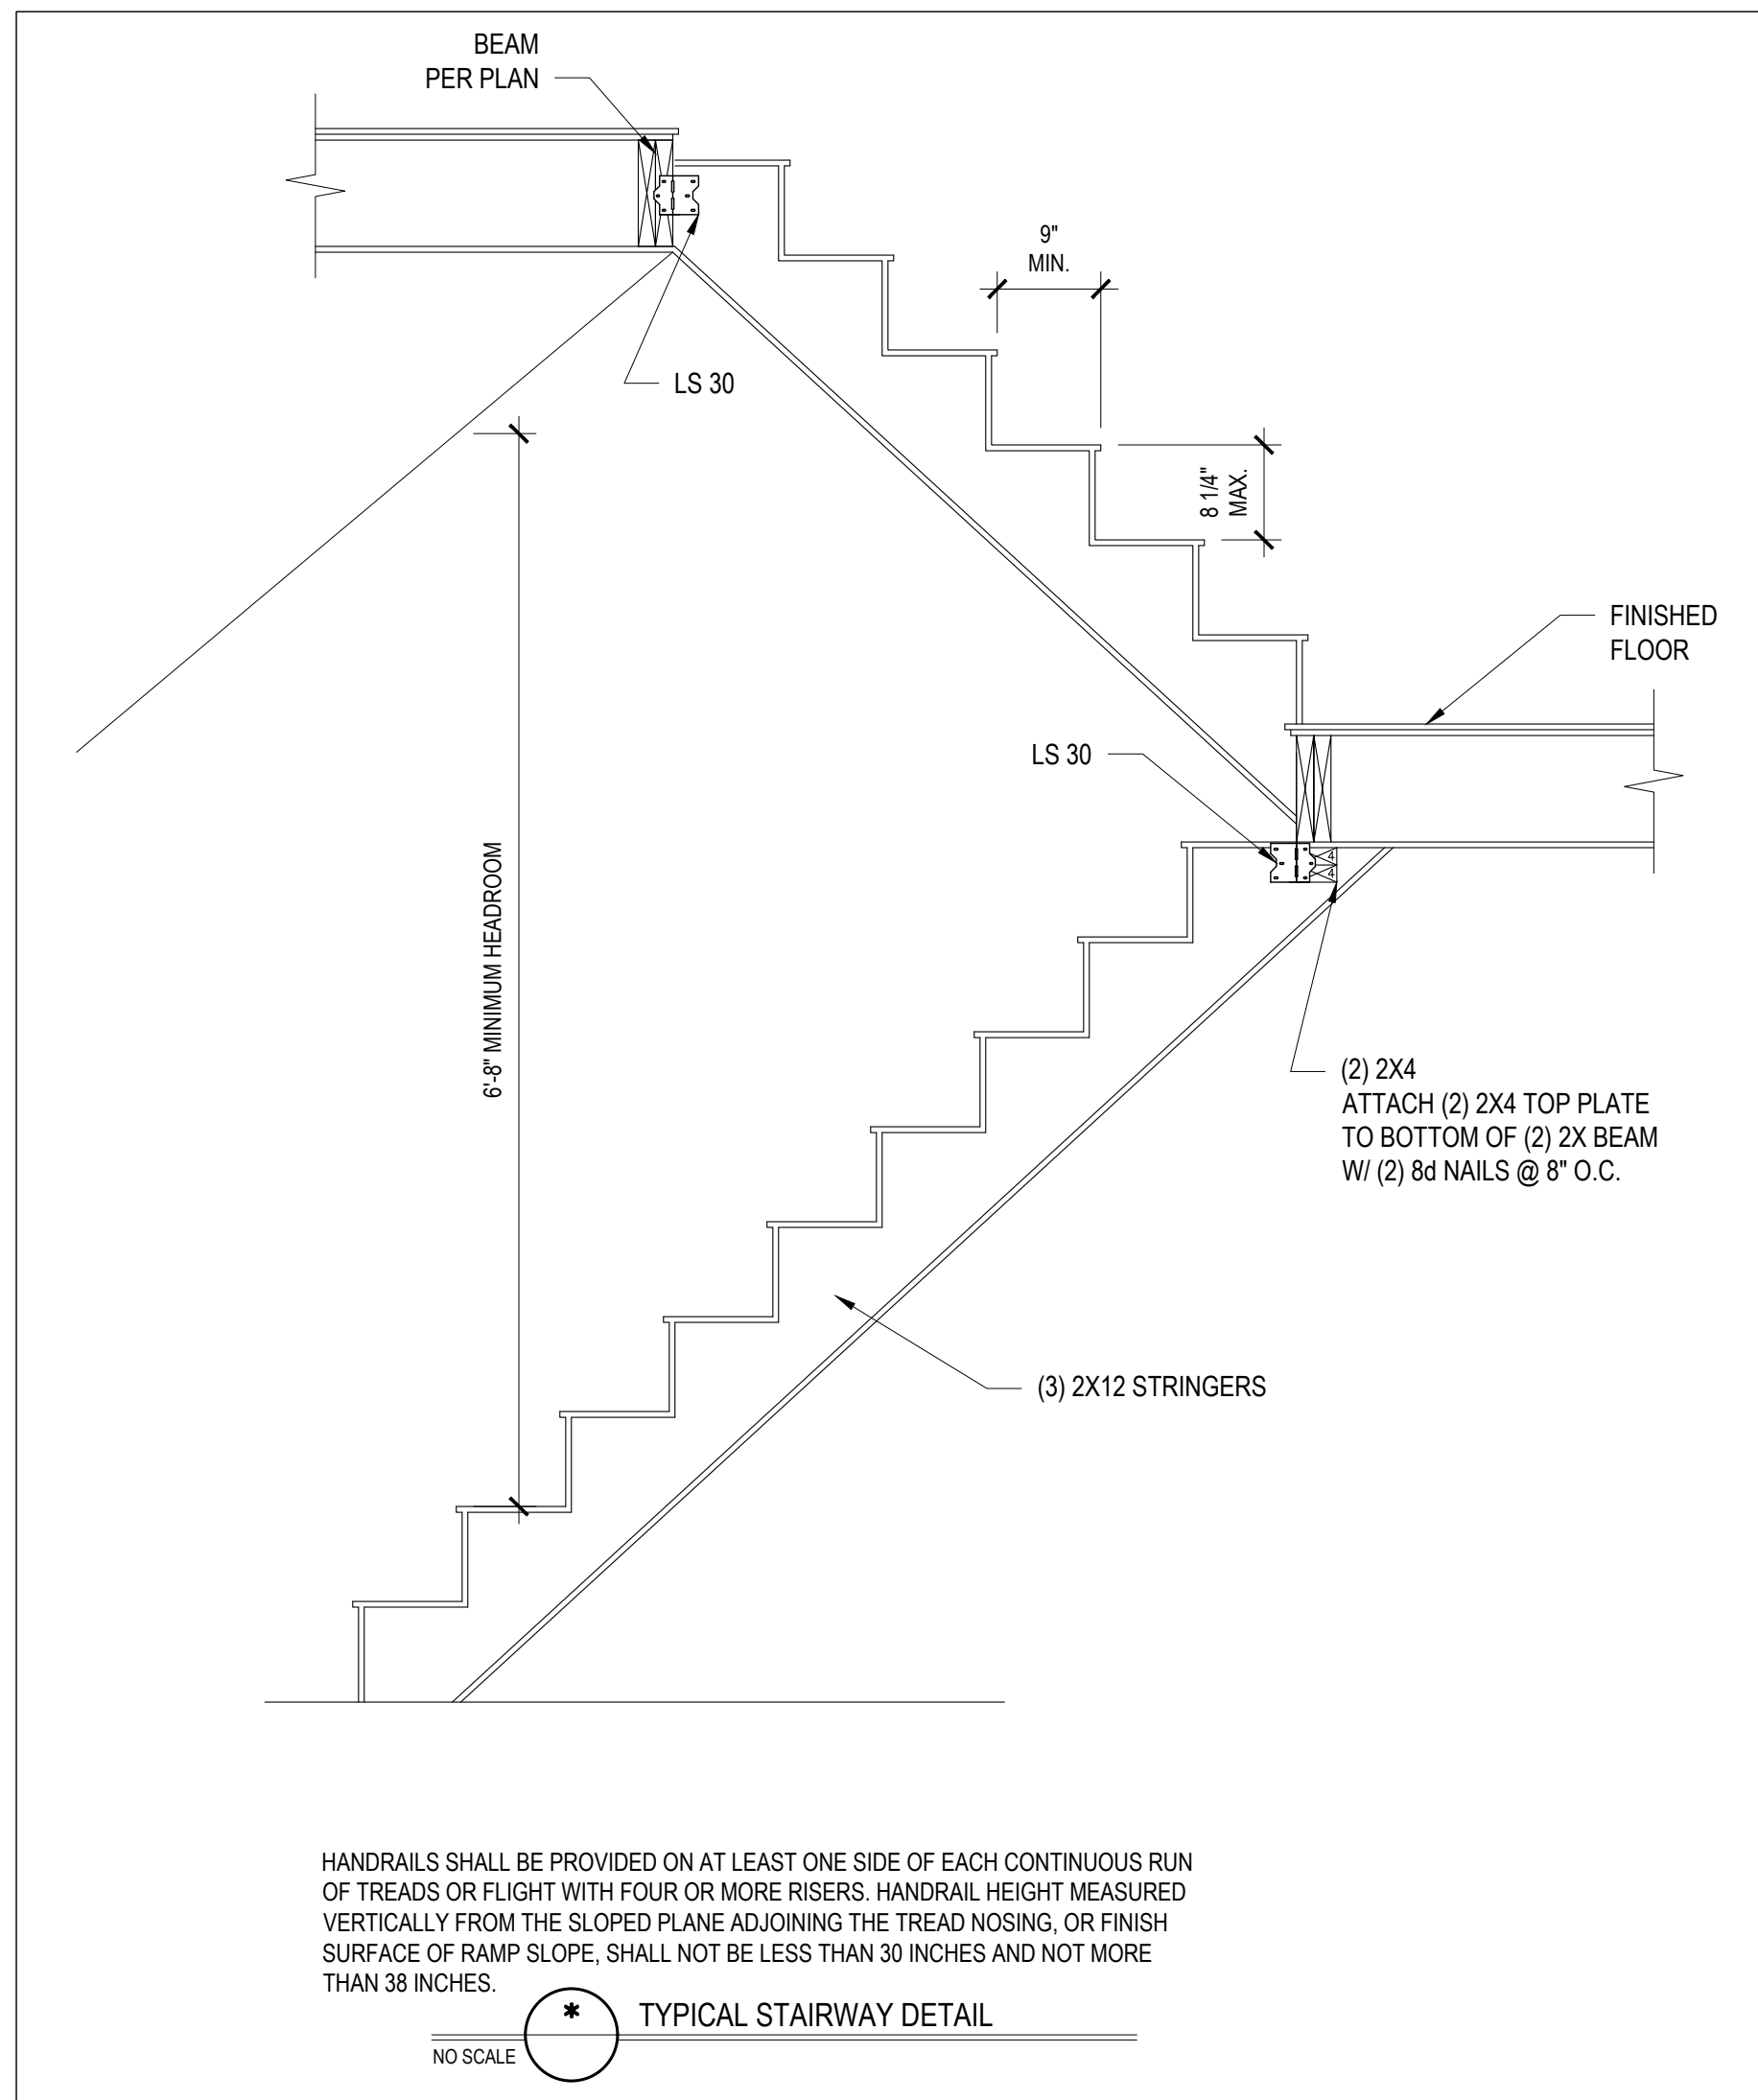 BEAM
PER PLAN
9"
MIN.
LS 30
8 1/4"
MAX.
FINISHED
FLOOR
LS 30
4
4
6'-8" MINIMUM HEADROOM
(2) 2X4
ATTACH (2) 2X4 TOP PLATE
TO BOTTOM OF (2) 2X BEAM
W/ (2) 8d NAILS @ 8" O.C.
(3) 2X12 STRINGERS
HANDRAILS SHALL BE PROVIDED ON AT LEAST ONE SIDE OF EACH CONTINUOUS RUN
OF TREADS OR FLIGHT WITH FOUR OR MORE RISERS. HANDRAIL HEIGHT MEASURED
VERTICALLY FROM THE SLOPED PLANE ADJOINING THE TREAD NOSING, OR FINISH
SURFACE OF RAMP SLOPE, SHALL NOT BE LESS THAN 30 INCHES AND NOT MORE
THAN 38 INCHES.
*
TYPICAL STAIRWAY DETAIL
NO SCALE